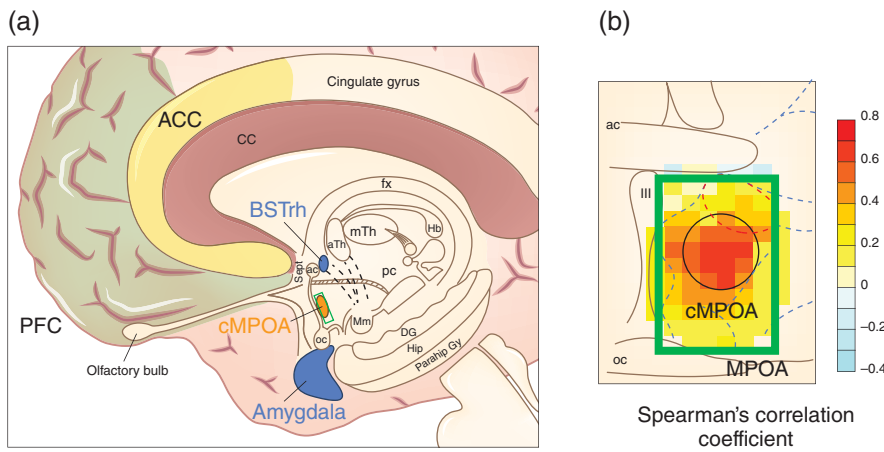 (a)
Cingulate gyrus
ACC
CC
fx
BSTrh
mTh
Hb
aTh
Sept
ac
pc
cMPOA
Mm
PFC
DG
oc
Hip
Parahip Gy
Olfactory bulb
Amygdala
(b)
ac
III
cMPOA
oc
MPOA
0.8
0.6
0.4
0.2
0
−0.2
−0.4
Spearman's correlation
coefficient